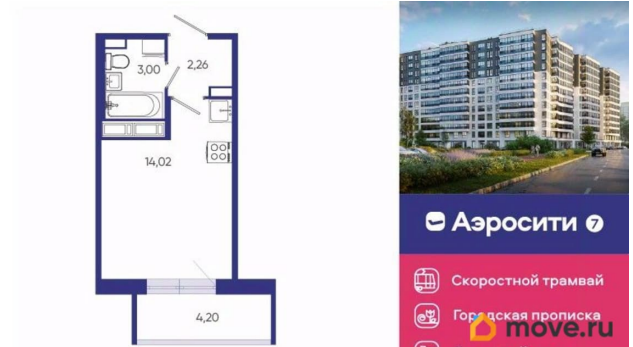 3,00
2,26
14,02
4,20
Аэросити 7
Скоростной трамвай
Городская прописка
move.ru